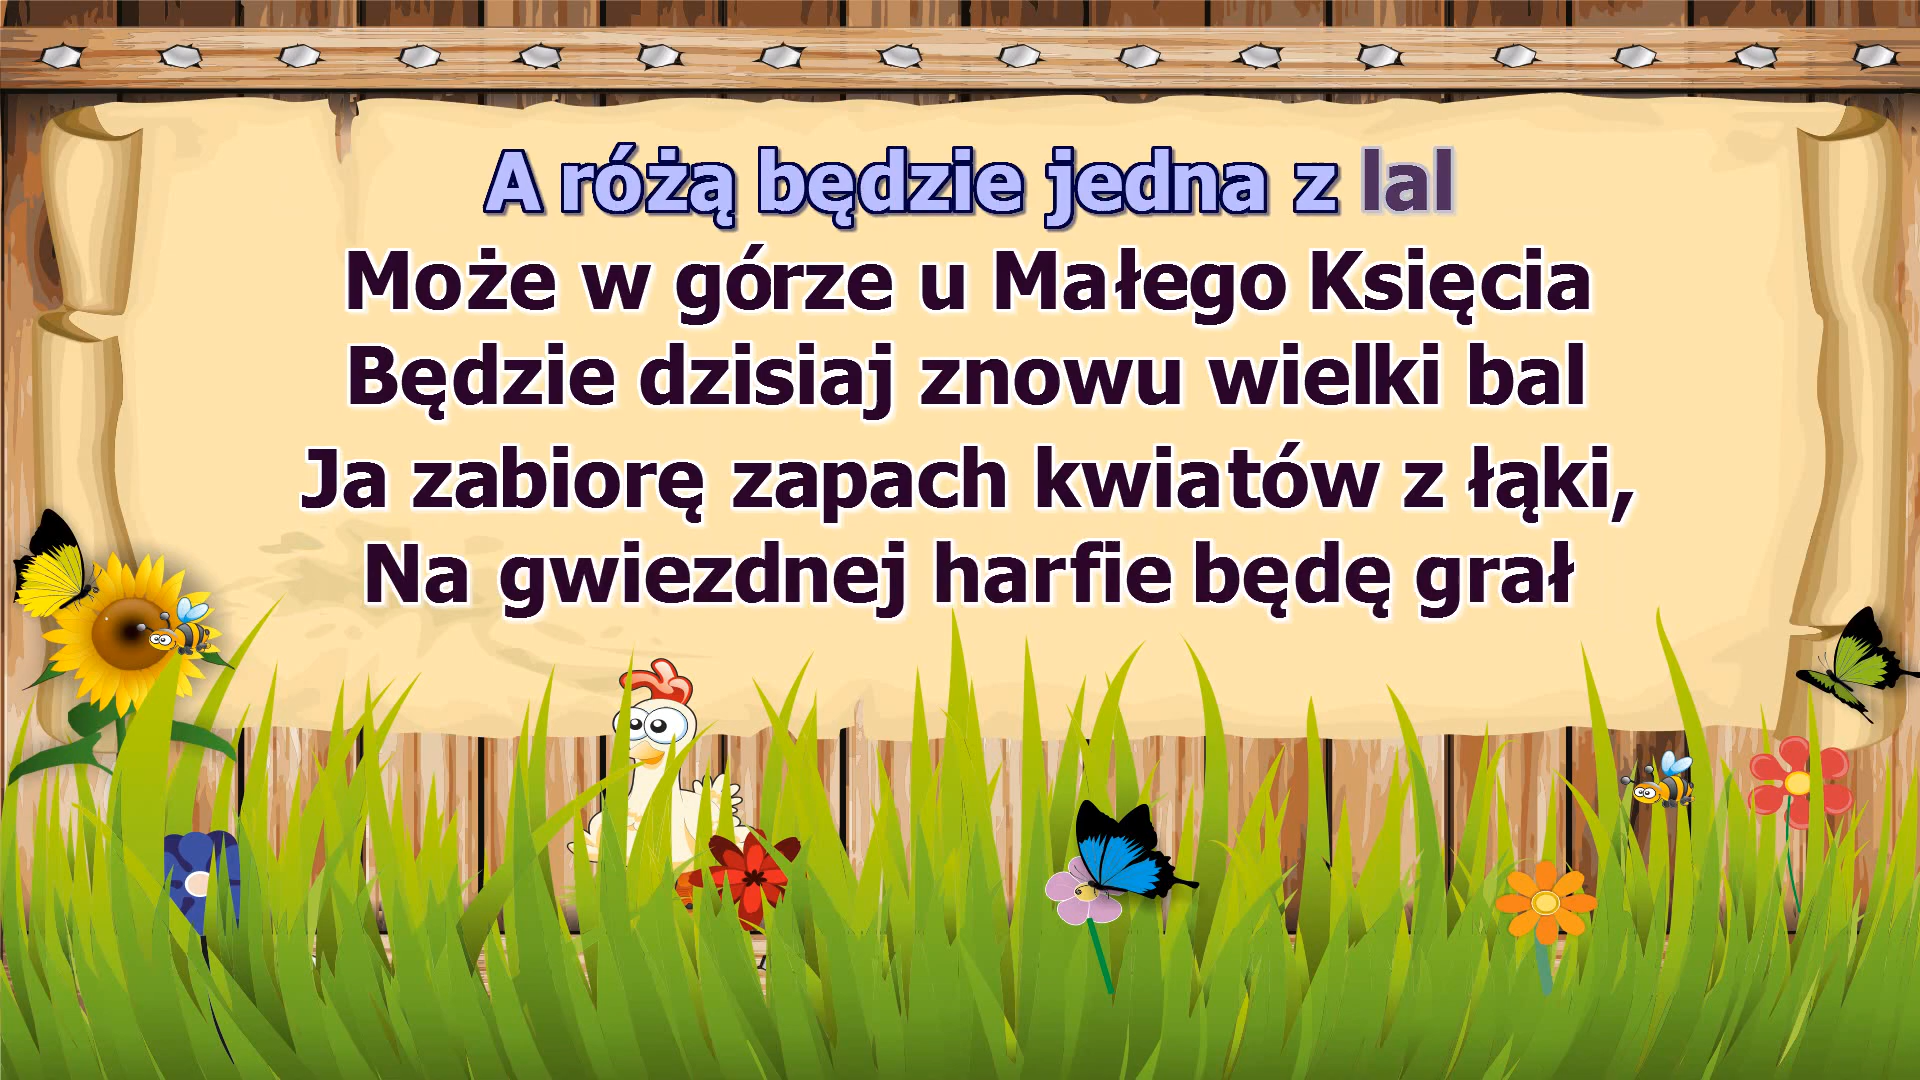 A różą będzie jedna z lal
Może w górze u Małego Księcia
Będzie dzisiaj znowu wielki bal
Ja zabiorę zapach kwiatów z łąki,
Na gwiezdnej harfie będę grał